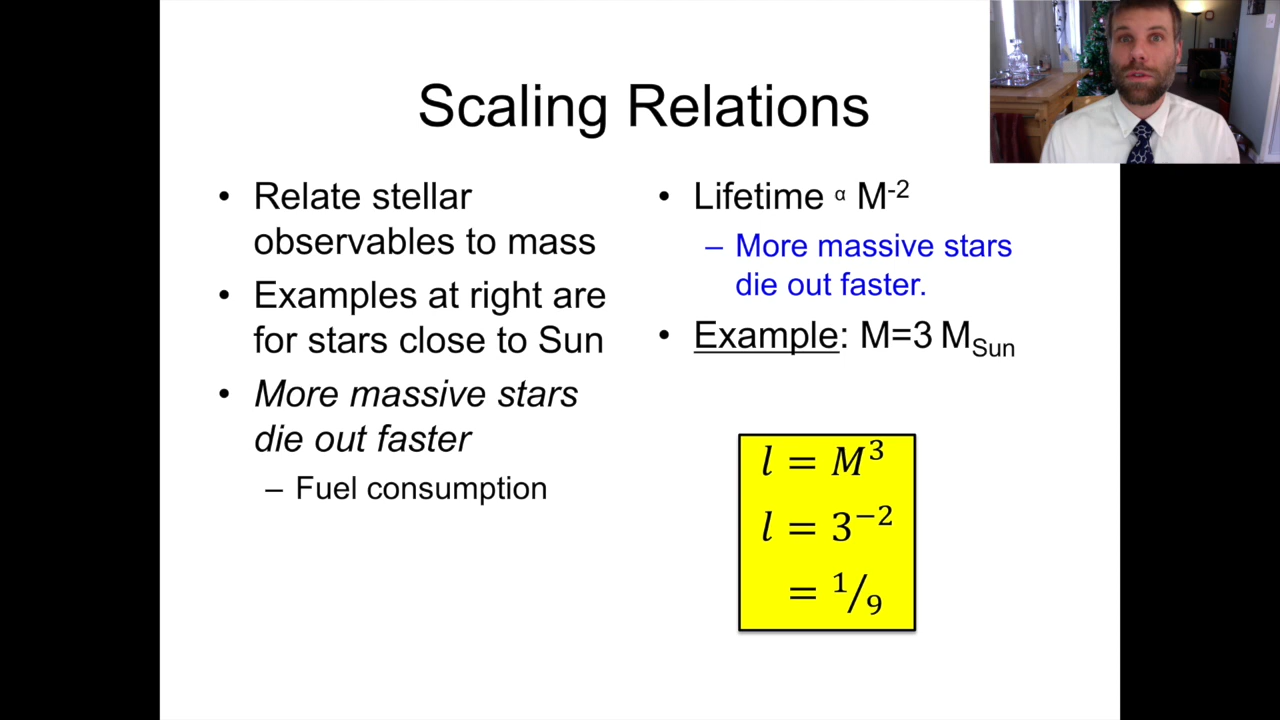 Scaling Relations
• Relate stellar
observables to mass
• Examples at right are
for stars close to Sun
• More massive stars
die out faster
– Fuel consumption
• Lifetime α M⁻²
– More massive stars
die out faster.
• Example: M=3 M_Sun
l = M³
l = 3⁻²
= ¹/₉